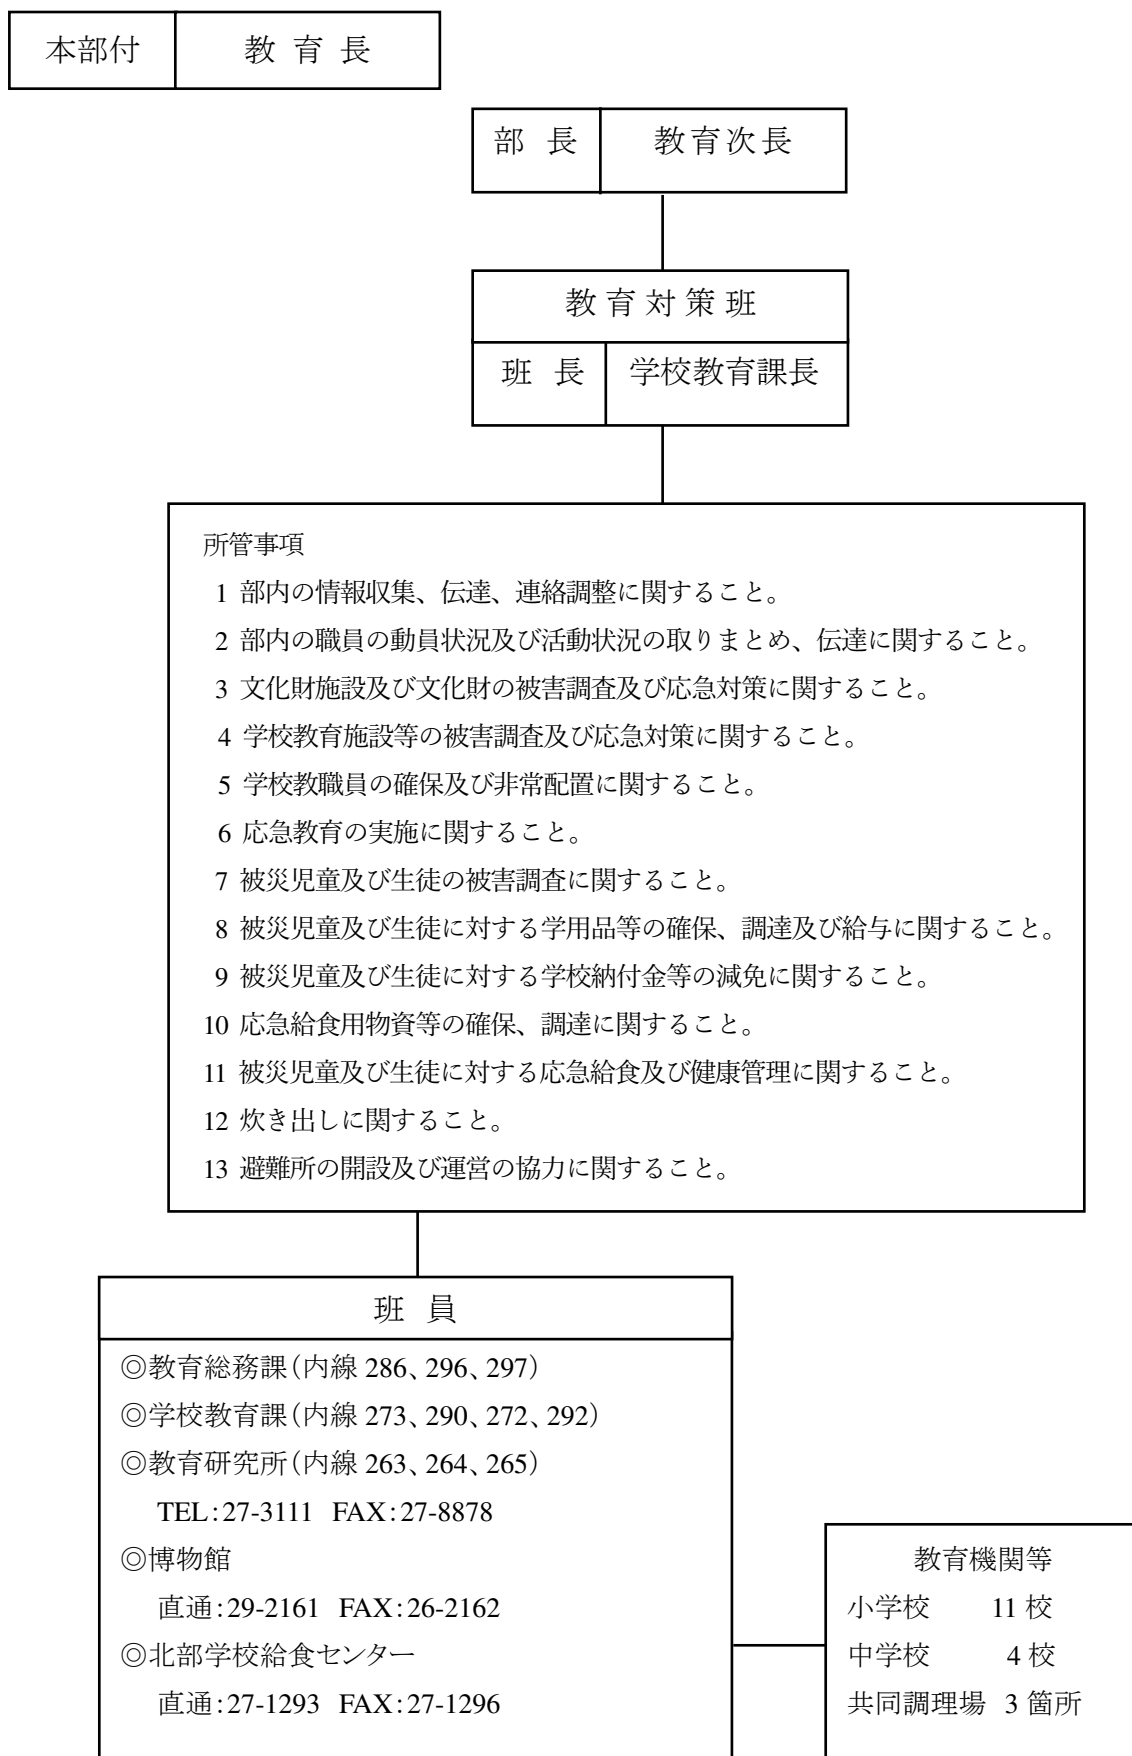 本部付 教育長
部長 教育次長
教育対策班
班長 学校教育課長
所管事項
1 部内の情報収集、伝達、連絡調整に関すること。
2 部内の職員の動員状況及び活動状況の取りまとめ、伝達に関すること。
3 文化財施設及び文化財の被害調査及び応急対策に関すること。
4 学校教育施設等の被害調査及び応急対策に関すること。
5 学校教職員の確保及び非常配置に関すること。
6 応急教育の実施に関すること。
7 被災児童及び生徒の被害調査に関すること。
8 被災児童及び生徒に対する学用品等の確保、調達及び給与に関すること。
9 被災児童及び生徒に対する学校納付金等の減免に関すること。
10 応急給食用物資等の確保、調達に関すること。
11 被災児童及び生徒に対する応急給食及び健康管理に関すること。
12 炊き出しに関すること。
13 避難所の開設及び運営の協力に関すること。
班員
◎教育総務課(内線 286、296、297)
◎学校教育課(内線 273、290、272、292)
◎教育研究所(内線 263、264、265)
TEL:27-3111 FAX:27-8878
◎博物館
直通:29-2161 FAX:26-2162
◎北部学校給食センター
直通:27-1293 FAX:27-1296
教育機関等
小学校 11 校
中学校 4 校
共同調理場 3 箇所